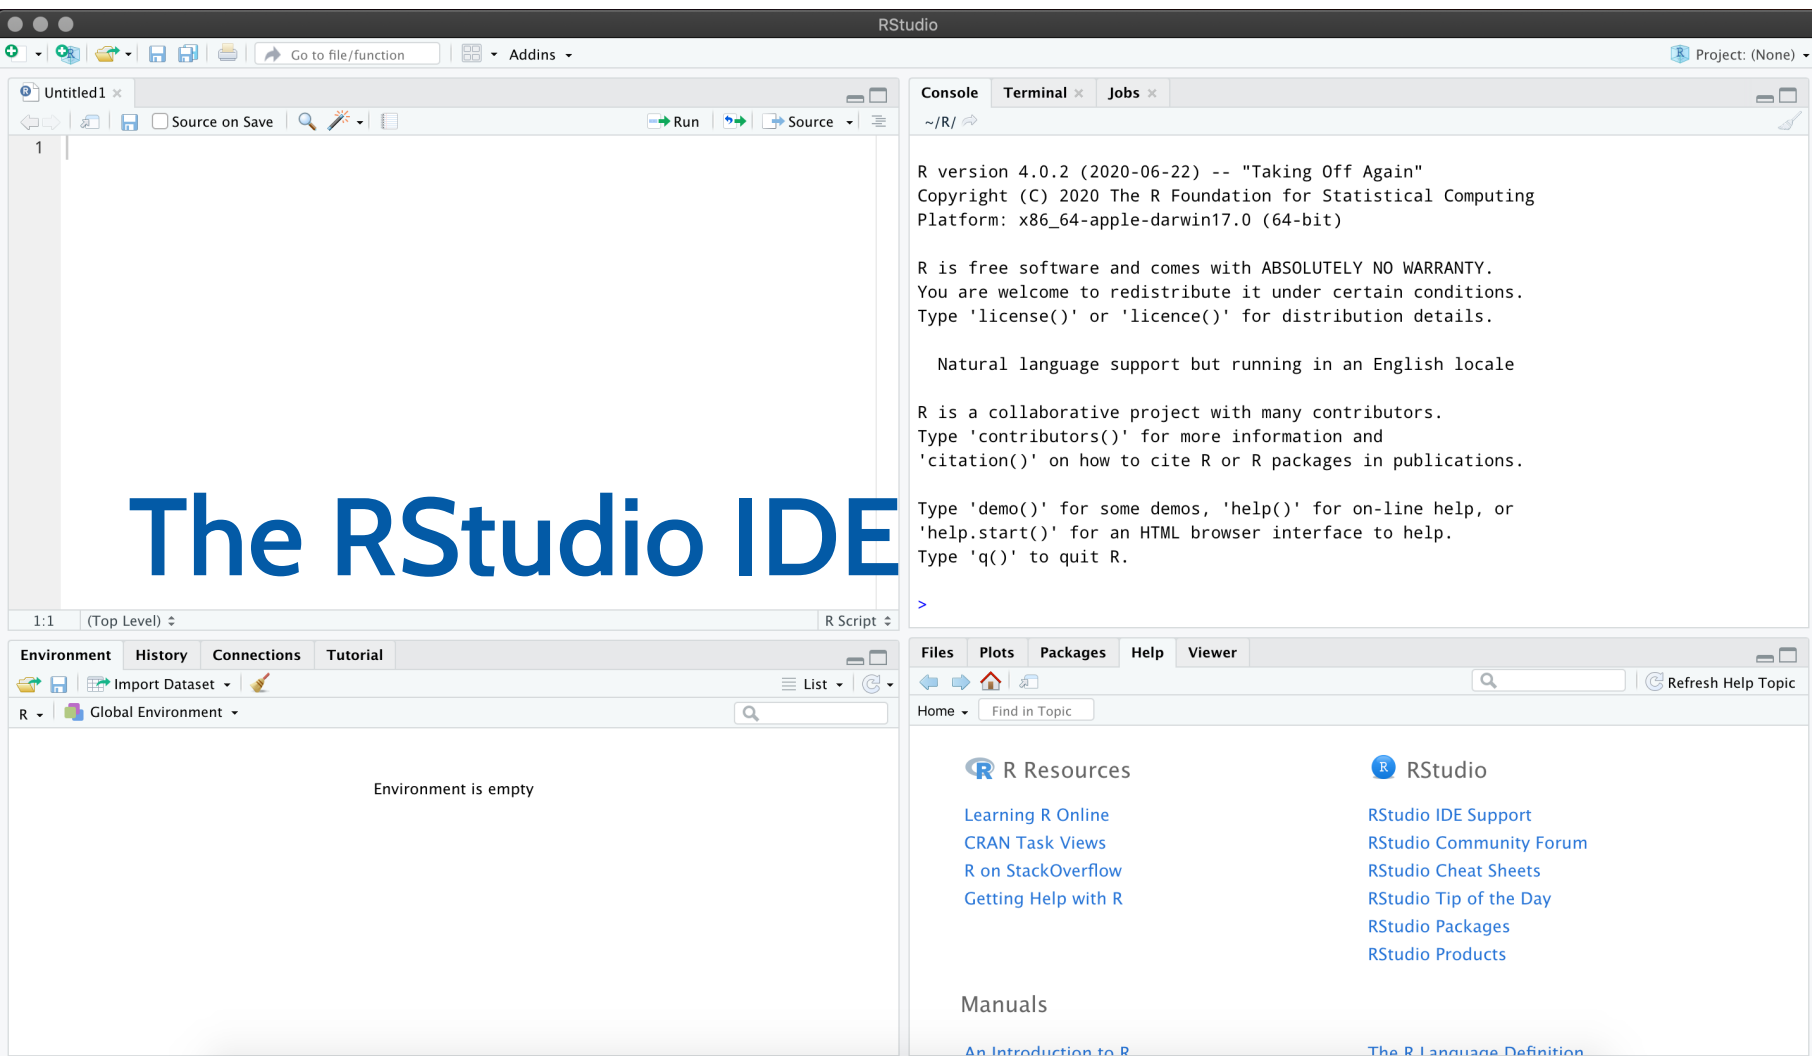 RStudio
Go to file/function
Addins
Project: (None)
Untitled1
Source on Save
Run
Source
1
The RStudio IDE
1:1
(Top Level)
R Script
Console
Terminal
Jobs
~/R/
R version 4.0.2 (2020-06-22) -- "Taking Off Again"
Copyright (C) 2020 The R Foundation for Statistical Computing
Platform: x86_64-apple-darwin17.0 (64-bit)
R is free software and comes with ABSOLUTELY NO WARRANTY.
You are welcome to redistribute it under certain conditions.
Type 'license()' or 'licence()' for distribution details.
Natural language support but running in an English locale
R is a collaborative project with many contributors.
Type 'contributors()' for more information and
'citation()' on how to cite R or R packages in publications.
Type 'demo()' for some demos, 'help()' for on-line help, or
'help.start()' for an HTML browser interface to help.
Type 'q()' to quit R.
>
Environment
History
Connections
Tutorial
Import Dataset
List
R
Global Environment
Environment is empty
Files
Plots
Packages
Help
Viewer
Refresh Help Topic
Home
Find in Topic
R Resources
Learning R Online
CRAN Task Views
R on StackOverflow
Getting Help with R
RStudio
RStudio IDE Support
RStudio Community Forum
RStudio Cheat Sheets
RStudio Tip of the Day
RStudio Packages
RStudio Products
Manuals
An Introduction to R
The R Language Definition